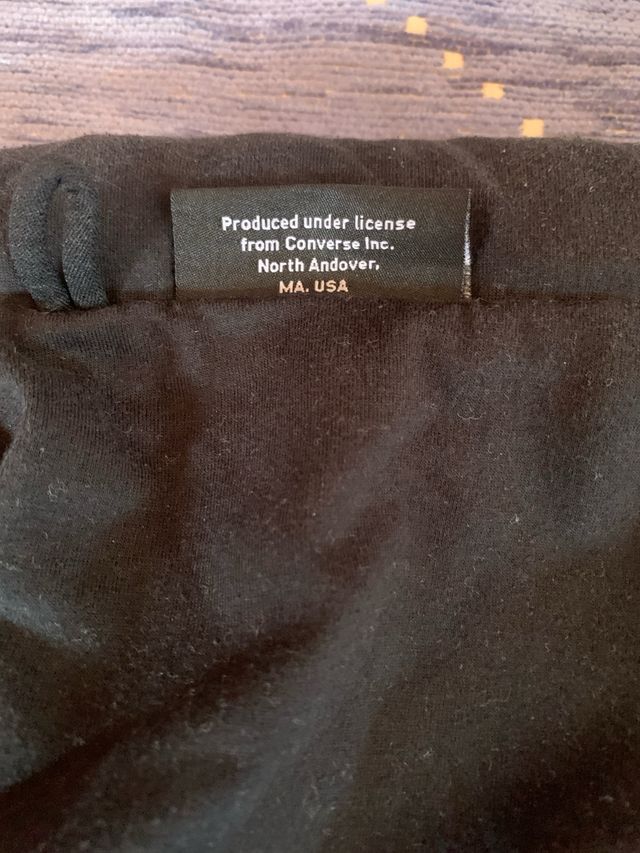 Produced under license
from Converse Inc.
North Andover,
MA. USA